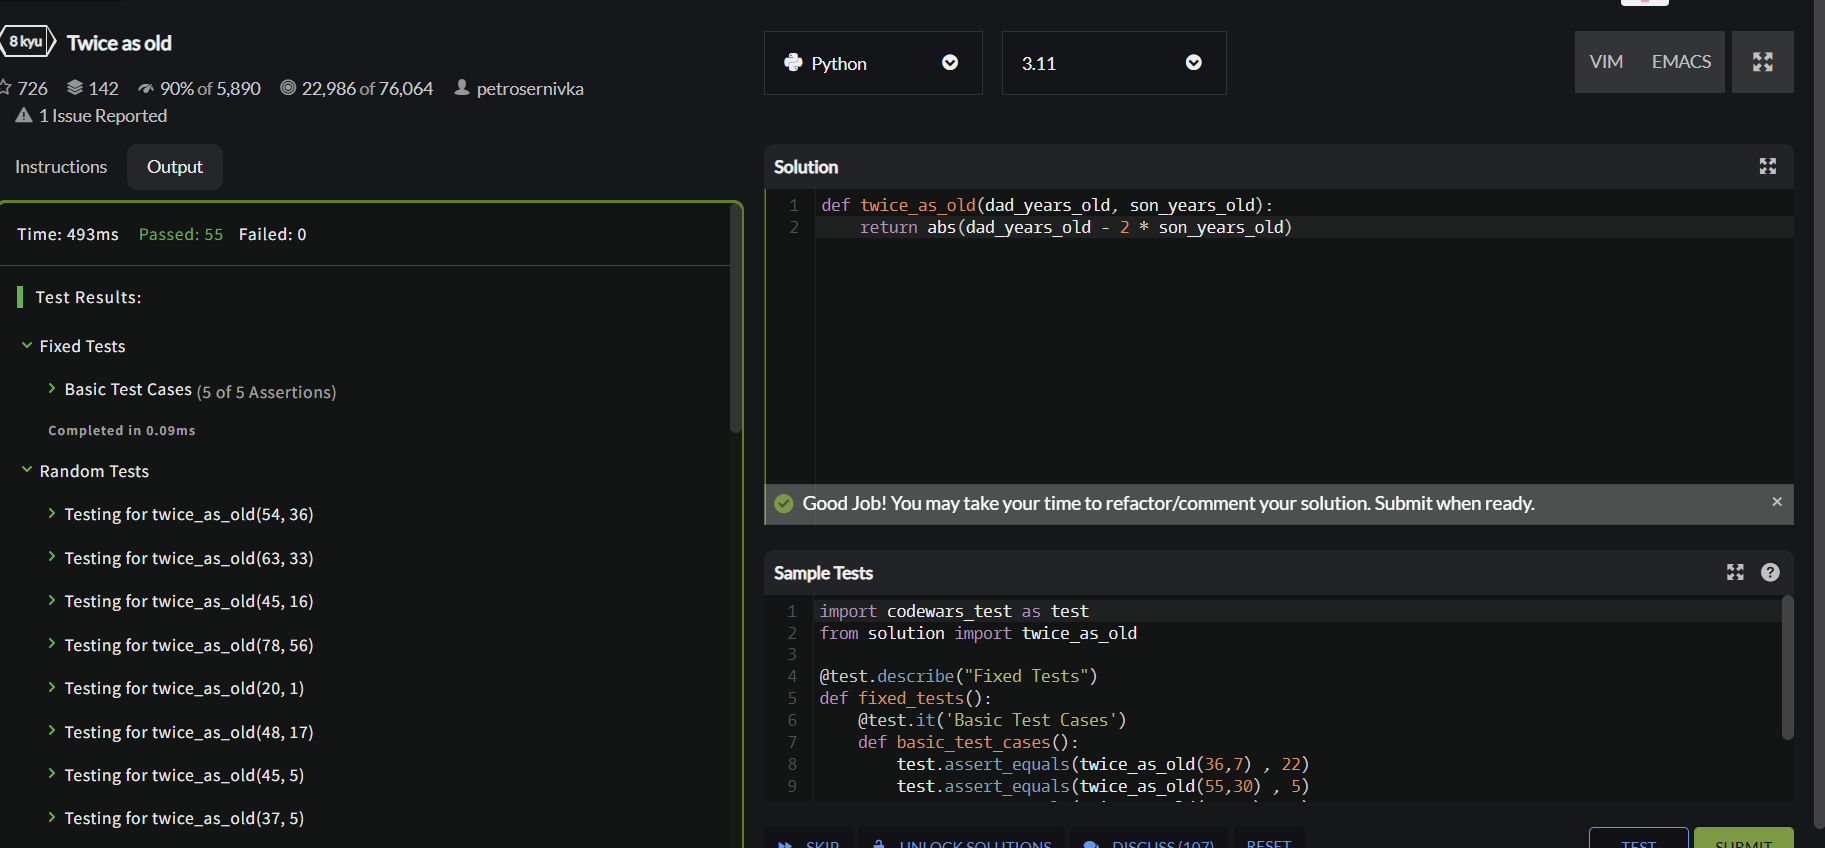 8 kyu Twice as old
726 142 90% of 5,890 22,986 of 76,064 petrosernivka
1 Issue Reported
Instructions Output
Time: 493ms Passed: 55 Failed: 0
Test Results:
Fixed Tests
Basic Test Cases (5 of 5 Assertions)
Completed in 0.09ms
Random Tests
Testing for twice_as_old(54, 36)
Testing for twice_as_old(63, 33)
Testing for twice_as_old(45, 16)
Testing for twice_as_old(78, 56)
Testing for twice_as_old(20, 1)
Testing for twice_as_old(48, 17)
Testing for twice_as_old(45, 5)
Testing for twice_as_old(37, 5)
Python 3.11 VIM EMACS
Solution
1 def twice_as_old(dad_years_old, son_years_old):
2     return abs(dad_years_old - 2 * son_years_old)
Good Job! You may take your time to refactor/comment your solution. Submit when ready. ×
Sample Tests ?
1 import codewars_test as test
2 from solution import twice_as_old
3
4 @test.describe("Fixed Tests")
5 def fixed_tests():
6     @test.it('Basic Test Cases')
7     def basic_test_cases():
8         test.assert_equals(twice_as_old(36,7) , 22)
9         test.assert_equals(twice_as_old(55,30) , 5)
SKIP UNLOCK SOLUTIONS DISCUSS (107) RESET TEST SUBMIT